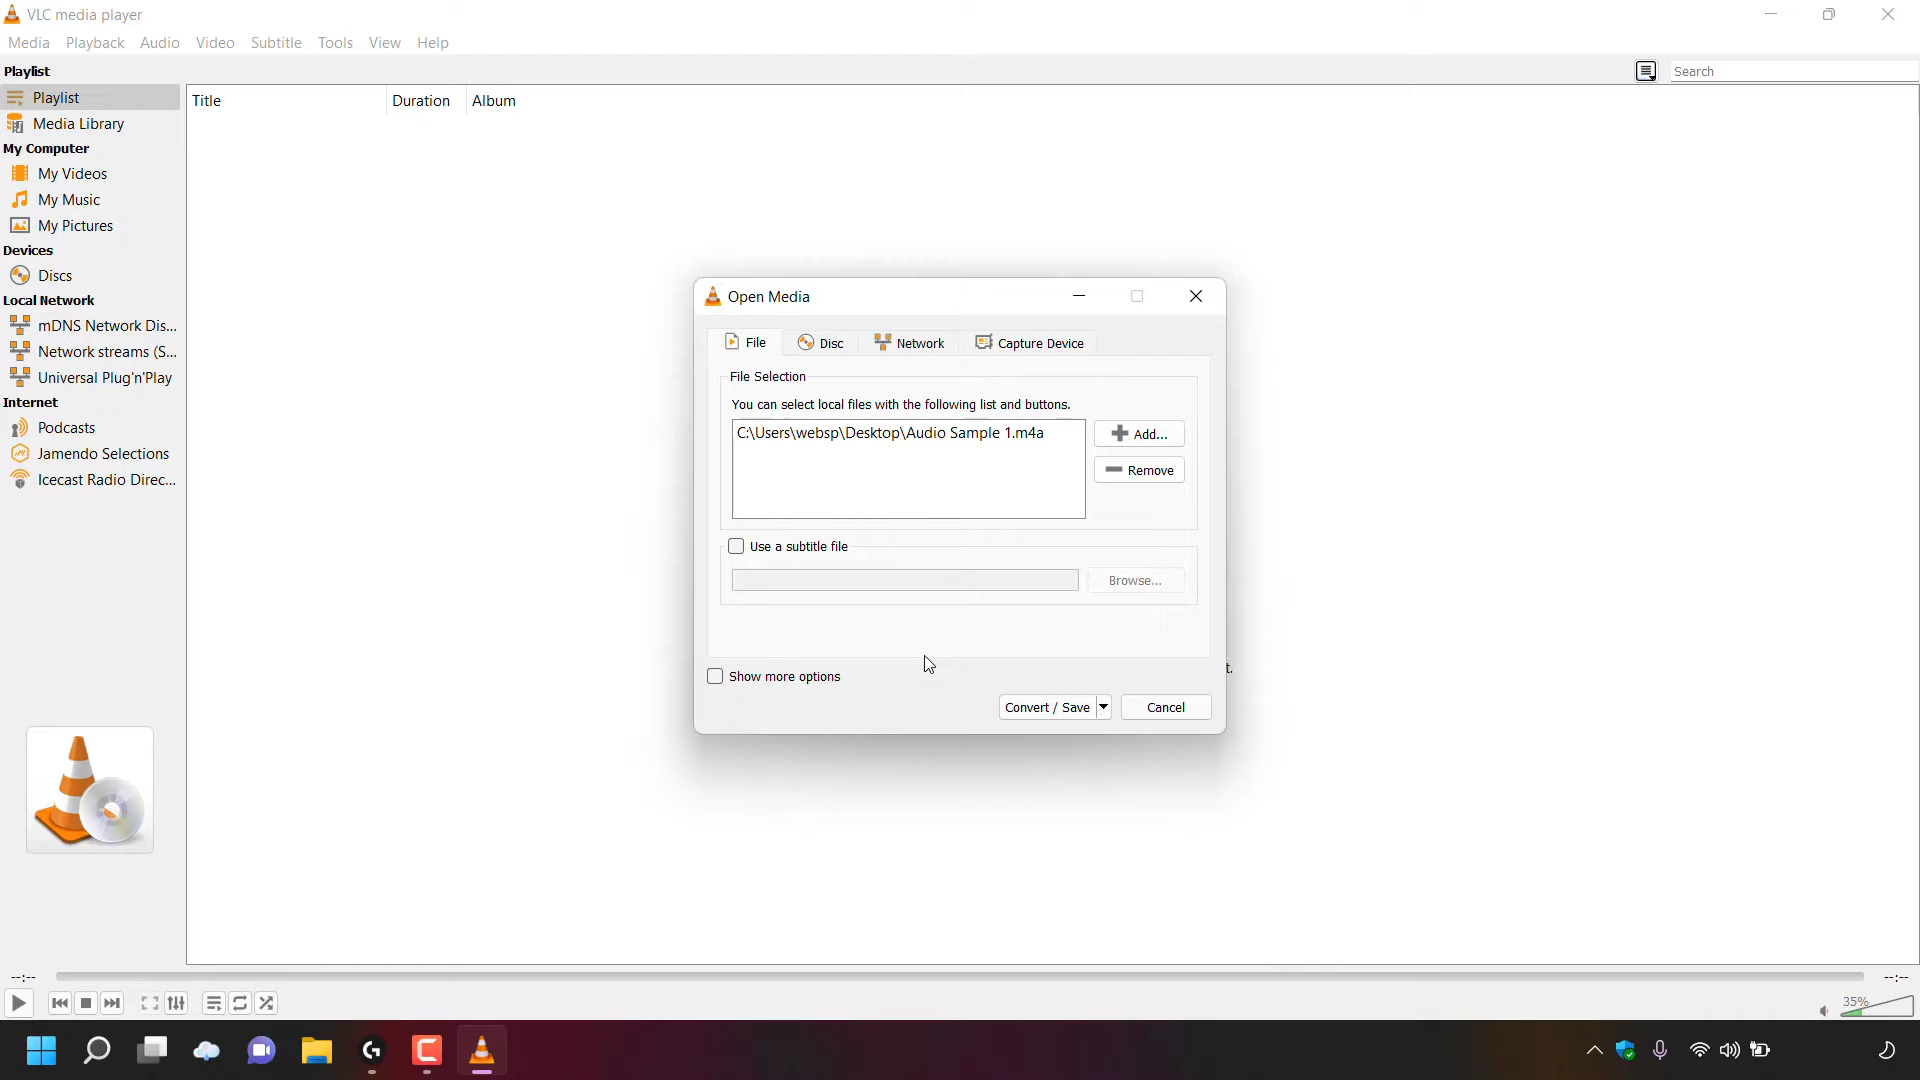 VLC media player
Media Playback Audio Video Subtitle Tools View Help
Playlist
Search
Playlist
Media Library
My Computer
My Videos
My Music
My Pictures
Devices
Discs
Local Network
mDNS Network Dis...
Network streams (S...
Universal Plug'n'Play
Internet
Podcasts
Jamendo Selections
Icecast Radio Direc...
Title Duration Album
Open Media
File Disc Network Capture Device
File Selection
You can select local files with the following list and buttons.
C:\Users\websp\Desktop\Audio Sample 1.m4a
Add...
Remove
Use a subtitle file
Browse...
t.
Show more options
Convert / Save Cancel
--:-- --:--
35%